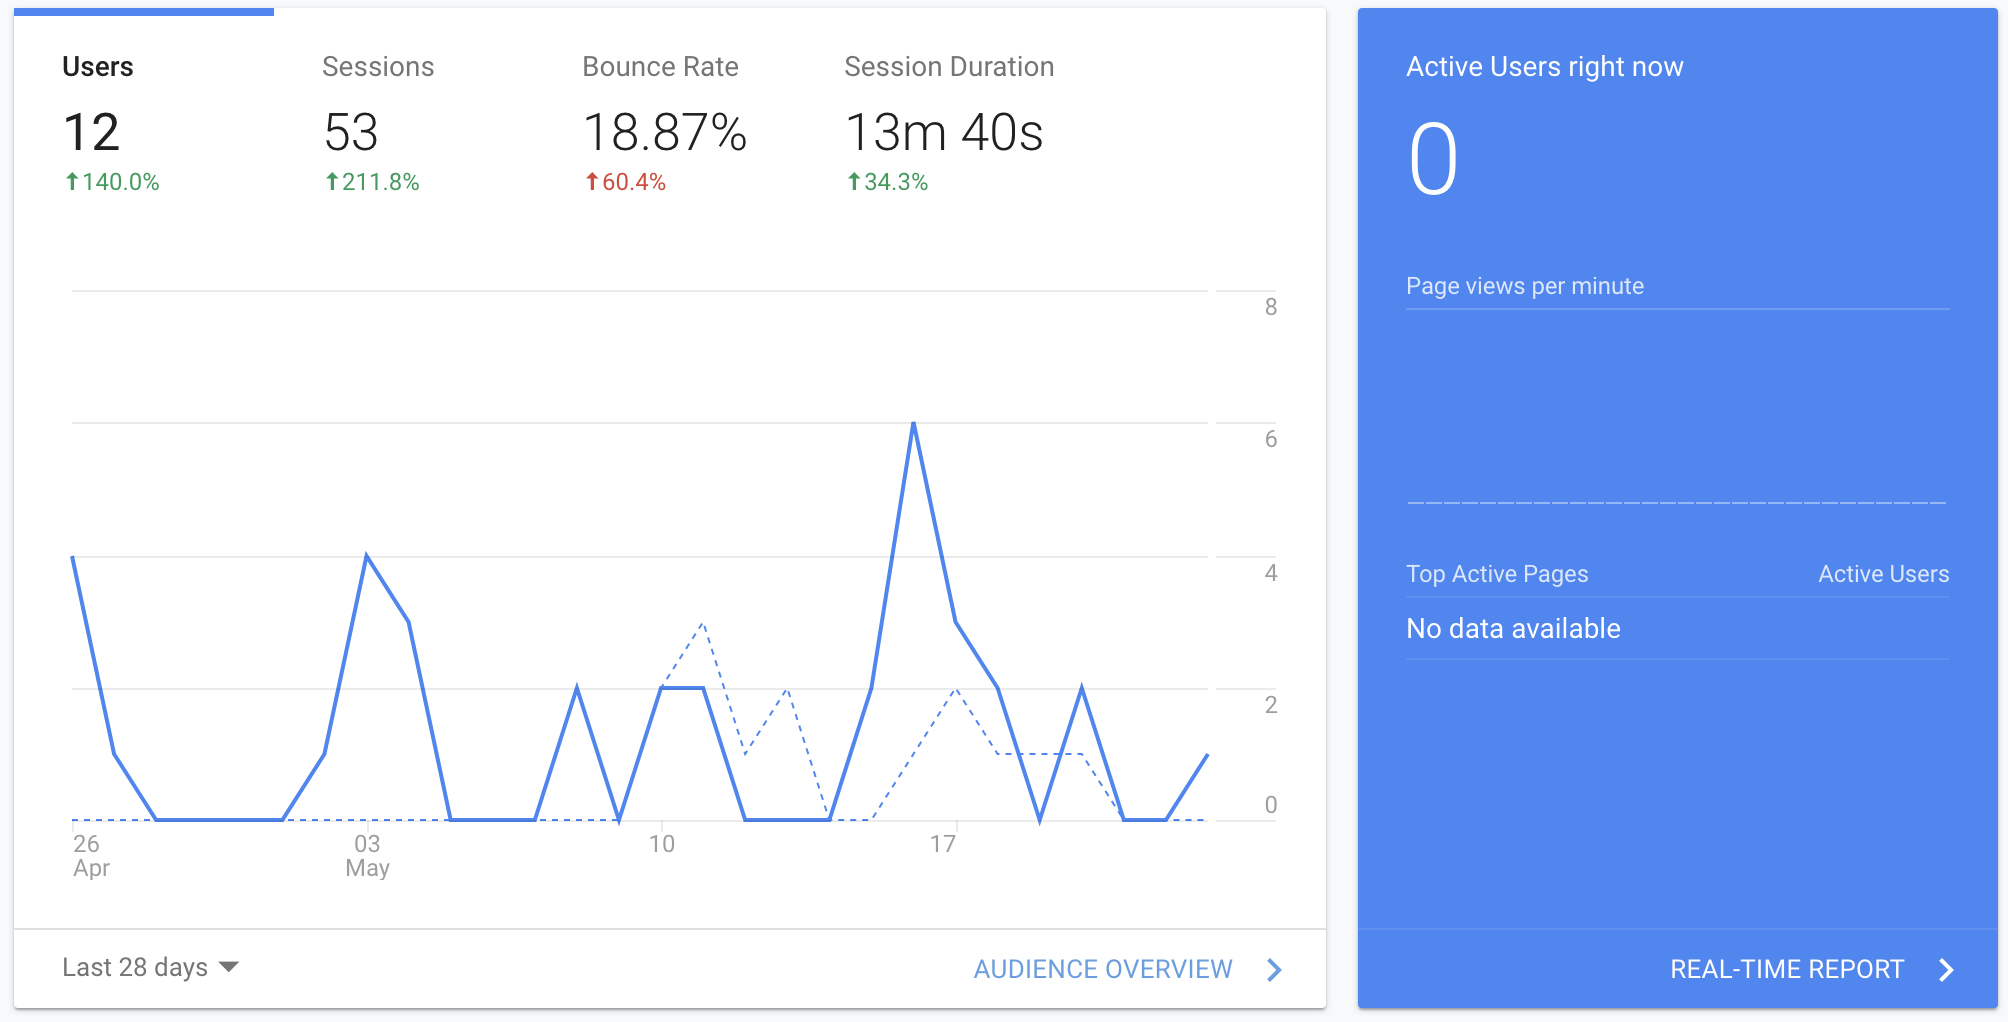 Users
12
140.0%
Sessions
53
211.8%
Bounce Rate
18.87%
60.4%
Session Duration
13m 40s
34.3%
8
6
4
2
0
26
Apr
03
May
10
17
Last 28 days
AUDIENCE OVERVIEW
Active Users right now
0
Page views per minute
Top Active Pages Active Users
No data available
REAL-TIME REPORT